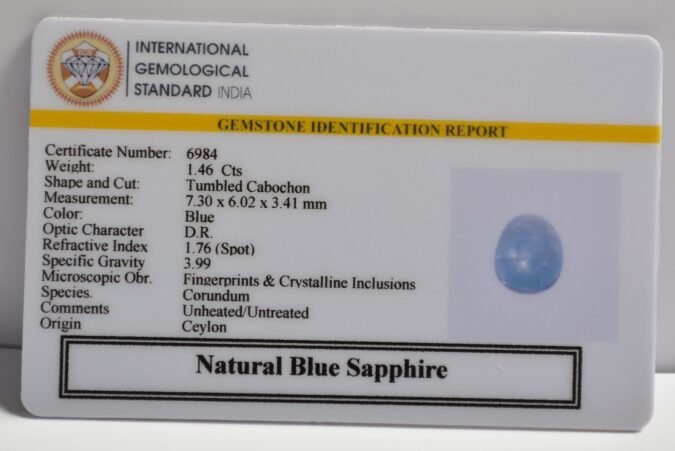 INTERNATIONAL
GEMOLOGICAL
STANDARD INDIA
GEMSTONE IDENTIFICATION REPORT
Certificate Number: 6984
Weight: 1.46 Cts
Shape and Cut: Tumbled Cabochon
Measurement: 7.30 x 6.02 x 3.41 mm
Color: Blue
Optic Character D.R.
Refractive Index 1.76 (Spot)
Specific Gravity 3.99
Microscopic Obr. Fingerprints & Crystalline Inclusions
Species. Corundum
Comments Unheated/Untreated
Origin Ceylon
Natural Blue Sapphire